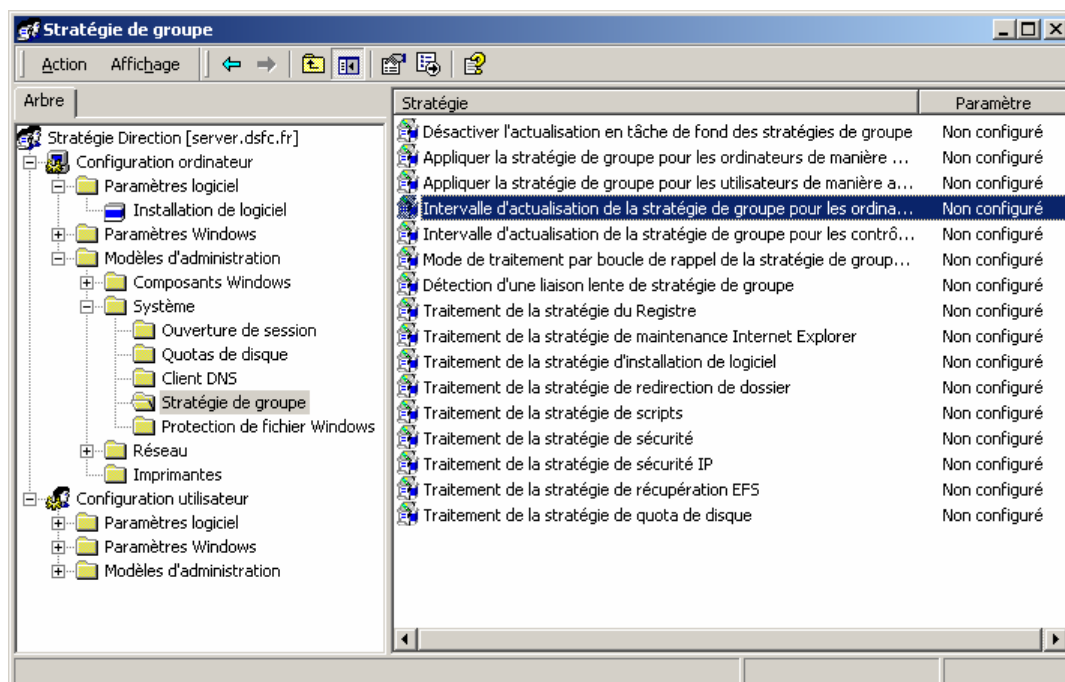 Stratégie de groupe
Action Affichage
Arbre
Stratégie Direction [server.dsfc.fr]
Configuration ordinateur
Paramètres logiciel
Installation de logiciel
Paramètres Windows
Modèles d'administration
Composants Windows
Système
Ouverture de session
Quotas de disque
Client DNS
Stratégie de groupe
Protection de fichier Windows
Réseau
Imprimantes
Configuration utilisateur
Paramètres logiciel
Paramètres Windows
Modèles d'administration
Stratégie Paramètre
Désactiver l'actualisation en tâche de fond des stratégies de groupe Non configuré
Appliquer la stratégie de groupe pour les ordinateurs de manière ... Non configuré
Appliquer la stratégie de groupe pour les utilisateurs de manière a... Non configuré
Intervalle d'actualisation de la stratégie de groupe pour les ordina... Non configuré
Intervalle d'actualisation de la stratégie de groupe pour les contrô... Non configuré
Mode de traitement par boucle de rappel de la stratégie de group... Non configuré
Détection d'une liaison lente de stratégie de groupe Non configuré
Traitement de la stratégie du Registre Non configuré
Traitement de la stratégie de maintenance Internet Explorer Non configuré
Traitement de la stratégie d'installation de logiciel Non configuré
Traitement de la stratégie de redirection de dossier Non configuré
Traitement de la stratégie de scripts Non configuré
Traitement de la stratégie de sécurité Non configuré
Traitement de la stratégie de sécurité IP Non configuré
Traitement de la stratégie de récupération EFS Non configuré
Traitement de la stratégie de quota de disque Non configuré